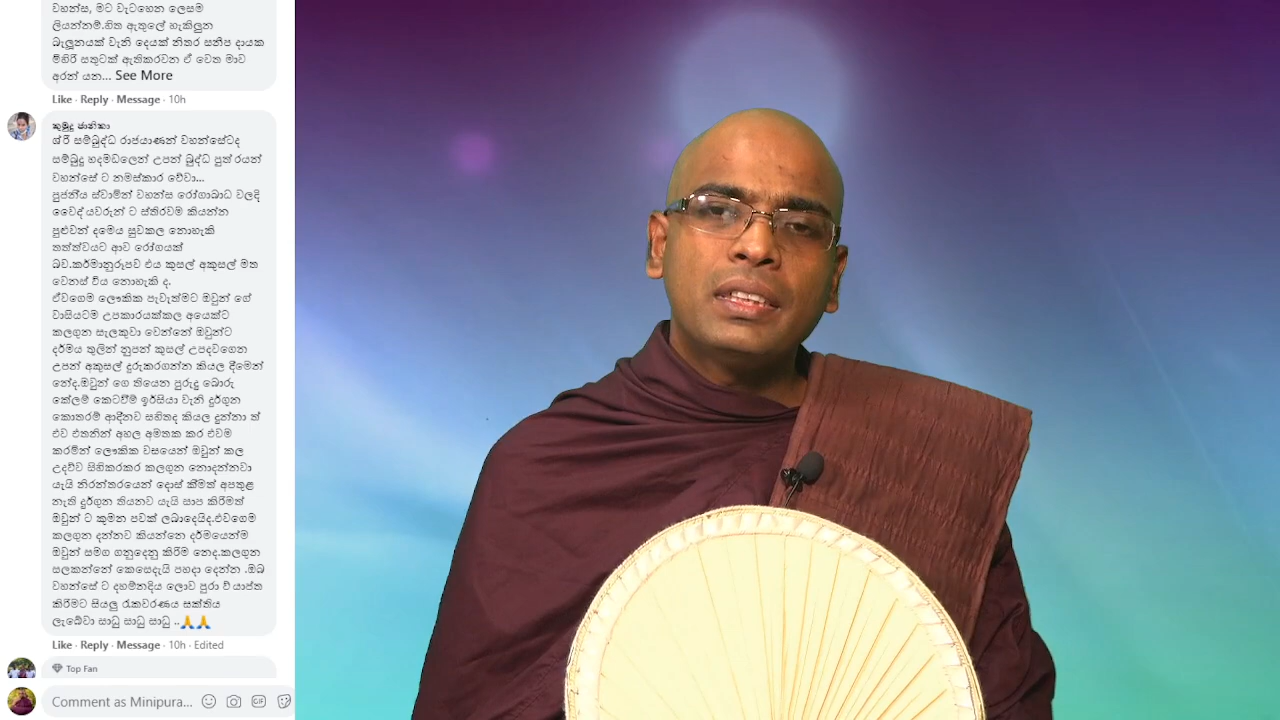 වහන්ස, මට වැටහෙන ලෙසම
ලියන්නම්.හිත ඇතුලේ හැකිලුන
බැලූනයක් වැනි දෙයක් නිතර සනීප දායක
මිහිරි සතුටක් ඇතිකරවන ඒ වෙත මාව
අරන් යන... See More
Like · Reply · Message · 10h
කුමුදු ජානිකා
ශ්රී සම්බුද්ධ රාජයාණන් වහන්සේටද
සම්බුදු හදමඩලෙන් උපන් බුද්ධ පුත්රයන්
වහන්සේ ට නමස්කාර වේවා...
පූජනීය ස්වාමීන් වහන්ස රෝගාබාධ වලදි
වෛද්යවරුන් ට ස්තිරවම කියන්න
පුළුවන් දමෙය සුවකල නොහැකි
තත්ත්වයට ආව රෝගයක්
බව.කර්මානුරූපව එය කුසල් අකුසල් මත
වෙනස් විය නොහැකි ද.
ඒවගෙම ලෞකික පැවැත්මට ඔවුන් ගේ
වාසියටම උපකාරයක්කල අයෙක්ට
කලගුන සැලකුවා වෙන්නේ ඔවුන්ට
දර්මය තුලින් නුපන් කුසල් උපදවගෙන
උපන් අකුසල් දුරුකරගන්න කියල දීමෙන්
නේද.ඔවුන් ගෙ තියෙන පුරුදු බොරු
කේලම් කෙටවීම් ඉර්සියා වැනි දුර්ගුන
කොතරම් ආදීනව සහිතද කියල දුන්නා ත්
එව එකනින් අහල අමතක කර එවම
කරමින් ලෞකික වසයෙන් ඔවුන් කල
උදව්ව සිහිකරකර කලගුන නොදන්නවා
යැයි නිරන්තරයෙන් දොස් කීමත් අපතුළ
නැති දුර්ගුන තියනව යැයි සාප කිරීමත්
ඔවුන් ට කුමන පවක් ලබාදෙයිද.එවගෙම
කලගුන දන්නව කියන්නෙ දර්මයෙන්ම
ඔවුන් සමග ගනුදෙනු කිරීම නෙද.කලගුන
සලකන්නේ කෙසෙදැයි පහදා දෙන්න .ඔබ
වහන්සේ ට දහම්නදිය ලොව පුරා ව්යාප්ත
කිරීමට සියලු රැකවරණය සක්තිය
ලැබේවා සාධු සාධු සාධු ..🙏🙏
Like · Reply · Message · 10h · Edited
Top Fan
Comment as Minipura...
GIF